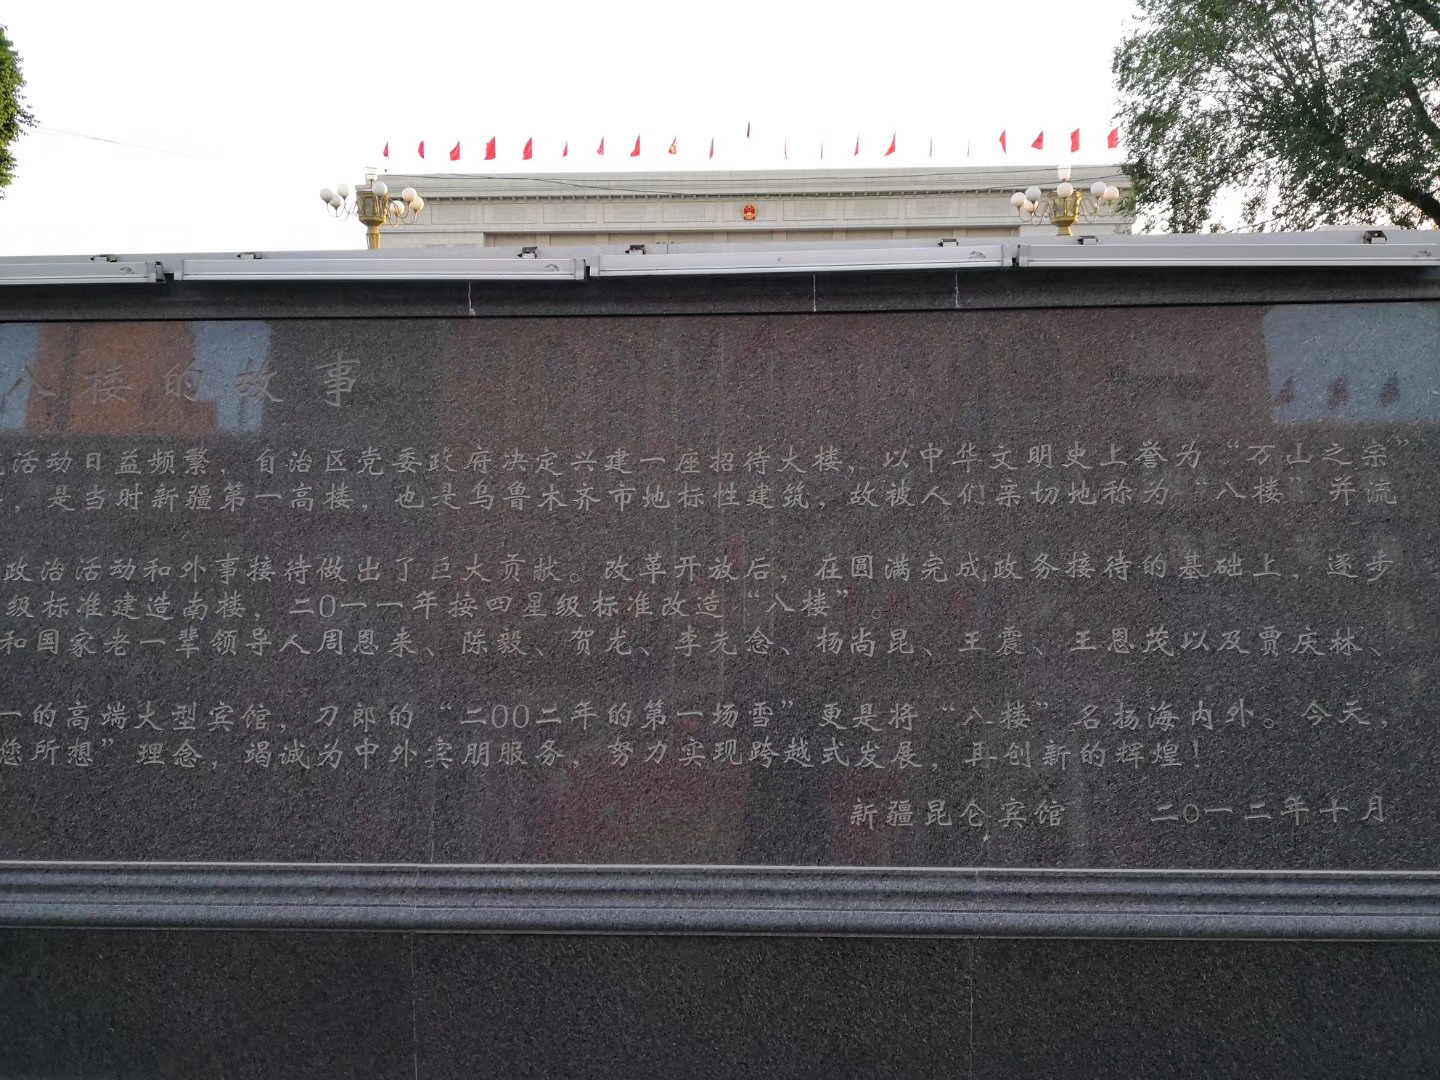 八楼的故事
活动日益频繁，自治区党委政府决定兴建一座招待大楼，以中华文明史上誉为“万山之宗”
，是当时新疆第一高楼，也是乌鲁木齐市地标性建筑，故被人们亲切地称为“八楼”并流
政治活动和外事接待做出了巨大贡献。改革开放后，在圆满完成政务接待的基础上，逐步
级标准建造南楼，二〇一一年按四星级标准改造“八楼”。
和国家老一辈领导人周恩来、陈毅、贺龙、李先念、杨尚昆、王震、王恩茂以及贾庆林、
一的高端大型宾馆，刀郎的“二〇〇二年的第一场雪”更是将“八楼”名扬海内外。今天，
您所想”理念，竭诚为中外宾朋服务，努力实现跨越式发展，再创新的辉煌！
新疆昆仑宾馆 二〇一二年十月